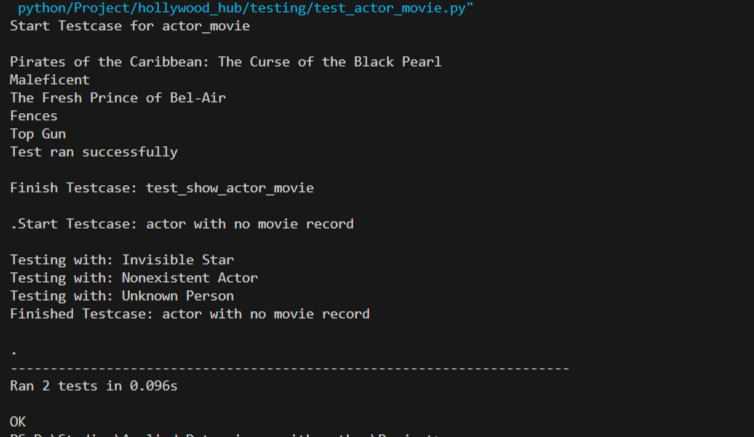 python/Project/hollywood_hub/testing/test_actor_movie.py"
Start Testcase for actor_movie
Pirates of the Caribbean: The Curse of the Black Pearl
Maleficent
The Fresh Prince of Bel-Air
Fences
Top Gun
Test ran successfully
Finish Testcase: test_show_actor_movie
.Start Testcase: actor with no movie record
Testing with: Invisible Star
Testing with: Nonexistent Actor
Testing with: Unknown Person
Finished Testcase: actor with no movie record
.
----------------------------------------------------------------------
Ran 2 tests in 0.096s
OK